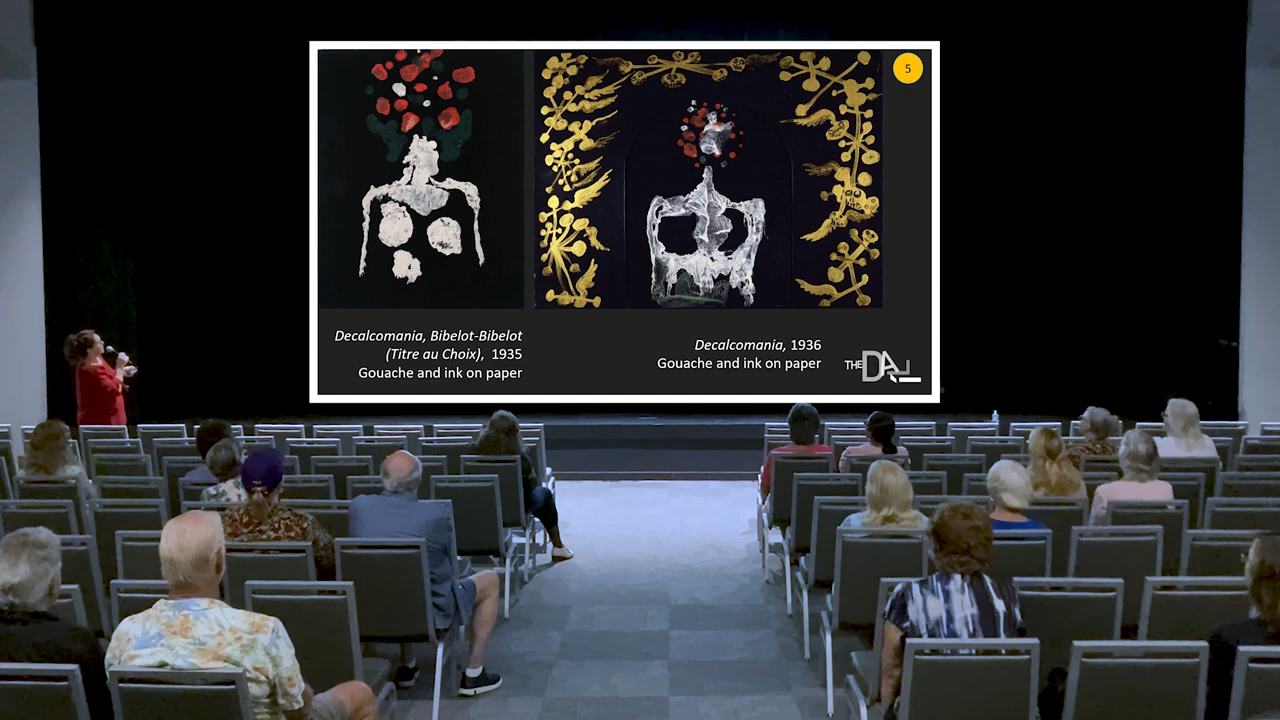 5
Decalcomania, Bibelot-Bibelot
(Titre au Choix), 1935
Gouache and ink on paper
Decalcomania, 1936
Gouache and ink on paper
THE DALI